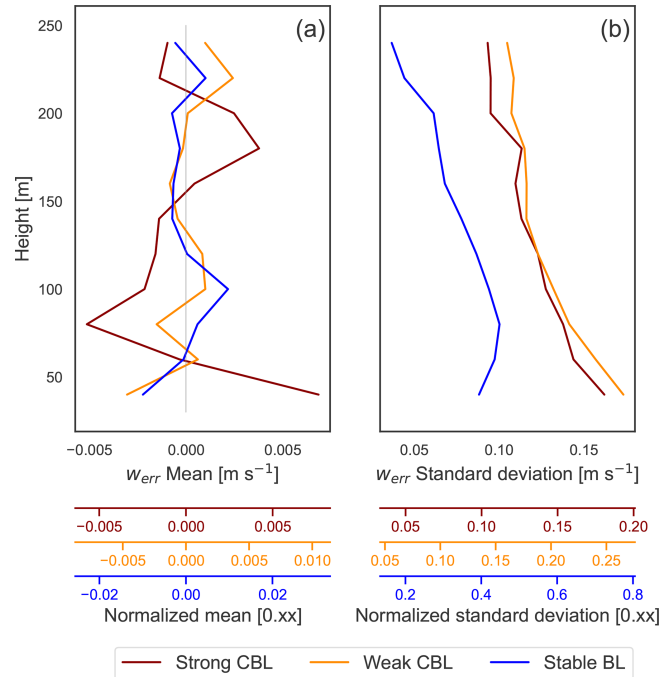 250
(a)
(b)
200
150
100
50
Height [m]
−0.005 0.000 0.005
0.05 0.10 0.15
w_err Mean [m s⁻¹]
w_err Standard deviation [m s⁻¹]
−0.005 0.000 0.005
0.05 0.10 0.15 0.20
−0.005 0.000 0.005 0.010
0.05 0.10 0.15 0.20 0.25
−0.02 0.00 0.02
0.2 0.4 0.6 0.8
Normalized mean [0.xx]
Normalized standard deviation [0.xx]
Strong CBL Weak CBL Stable BL